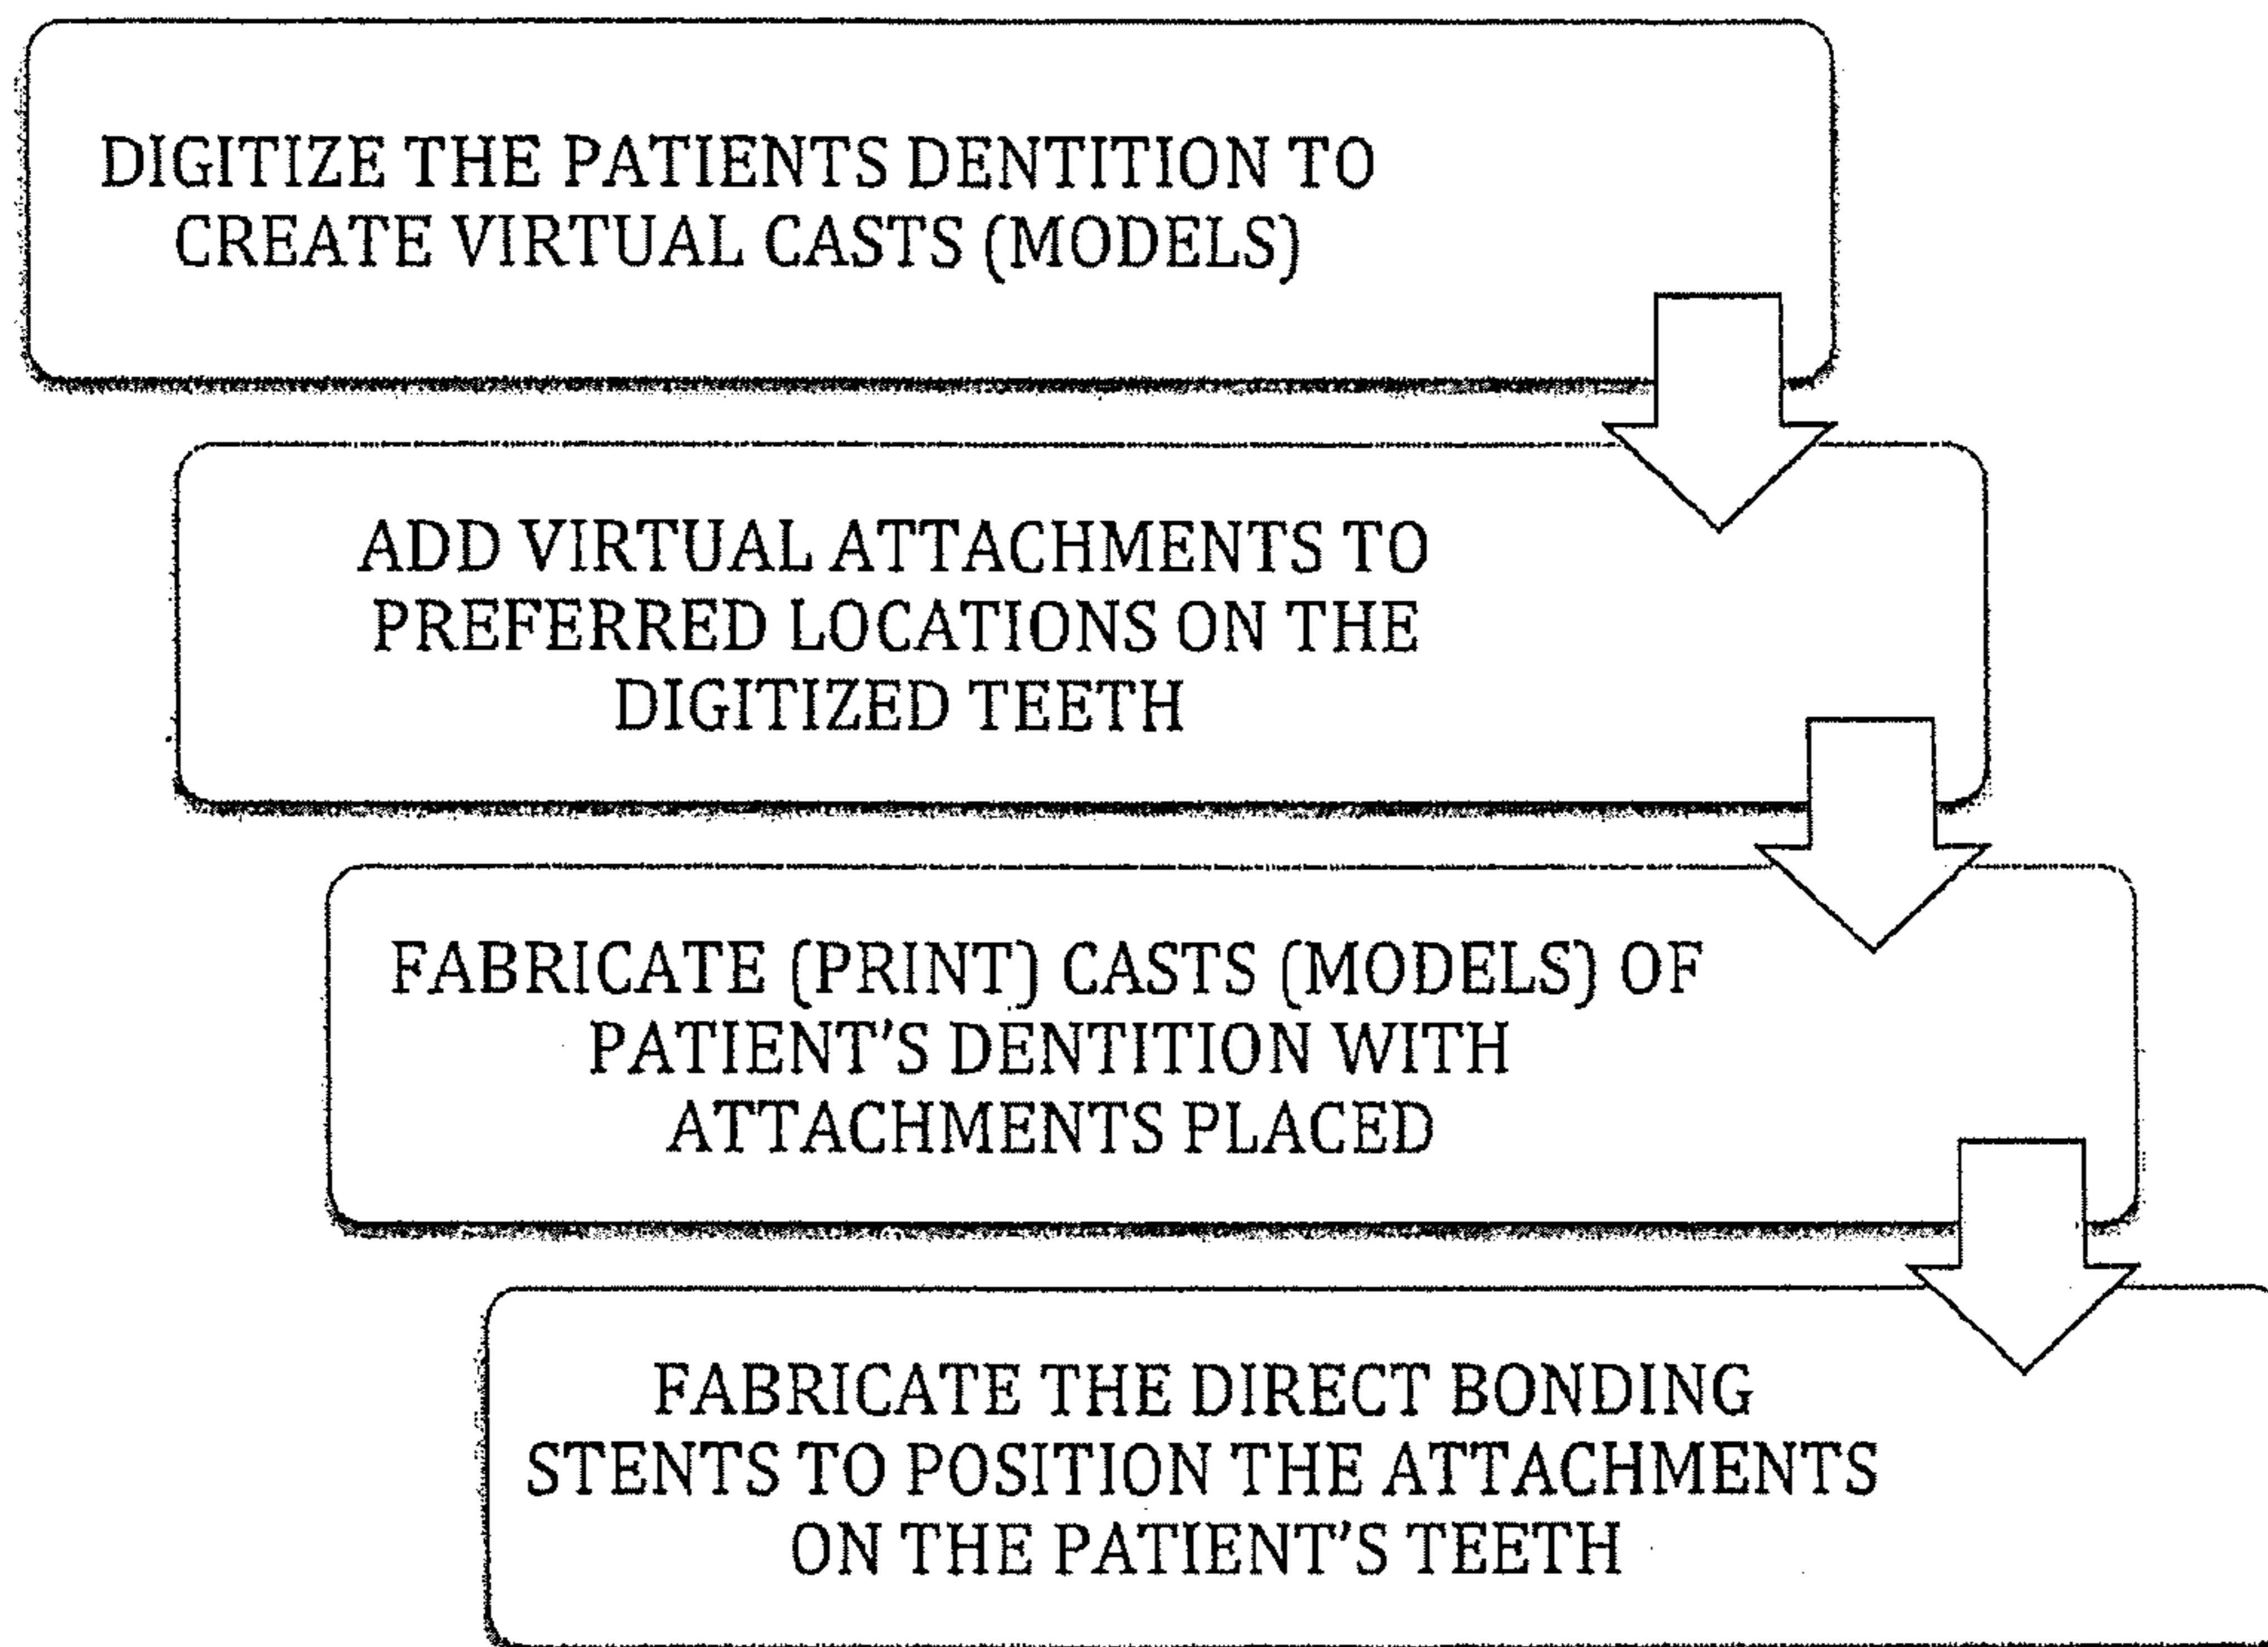 DIGITIZE THE PATIENTS DENTITION TO
CREATE VIRTUAL CASTS (MODELS)
ADD VIRTUAL ATTACHMENTS TO
PREFERRED LOCATIONS ON THE
DIGITIZED TEETH
FABRICATE (PRINT) CASTS (MODELS) OF
PATIENT'S DENTITION WITH
ATTACHMENTS PLACED
FABRICATE THE DIRECT BONDING
STENTS TO POSITION THE ATTACHMENTS
ON THE PATIENT'S TEETH